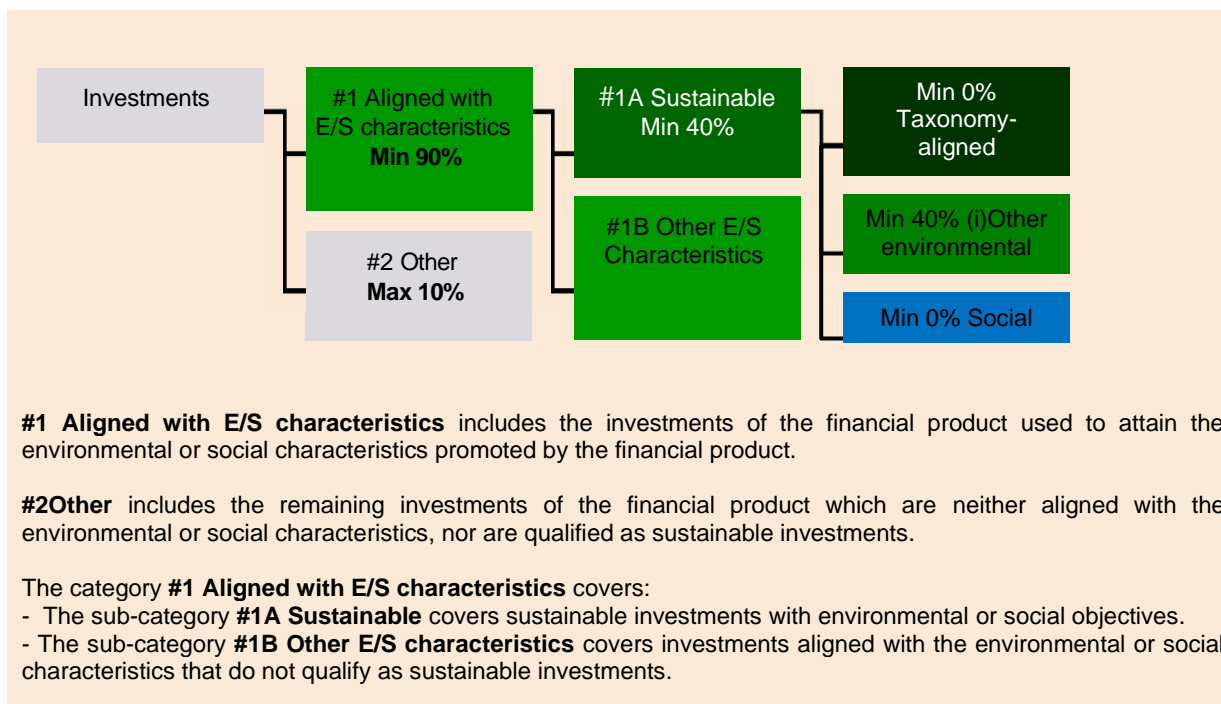 Investments
#1 Aligned with
E/S characteristics
Min 90%
#2 Other
Max 10%
#1A Sustainable
Min 40%
#1B Other E/S
Characteristics
Min 0%
Taxonomy-
aligned
Min 40% (i)Other
environmental
Min 0% Social
#1 Aligned with E/S characteristics includes the investments of the financial product used to attain the
environmental or social characteristics promoted by the financial product.
#2Other includes the remaining investments of the financial product which are neither aligned with the
environmental or social characteristics, nor are qualified as sustainable investments.
The category #1 Aligned with E/S characteristics covers:
- The sub-category #1A Sustainable covers sustainable investments with environmental or social objectives.
- The sub-category #1B Other E/S characteristics covers investments aligned with the environmental or social
characteristics that do not qualify as sustainable investments.